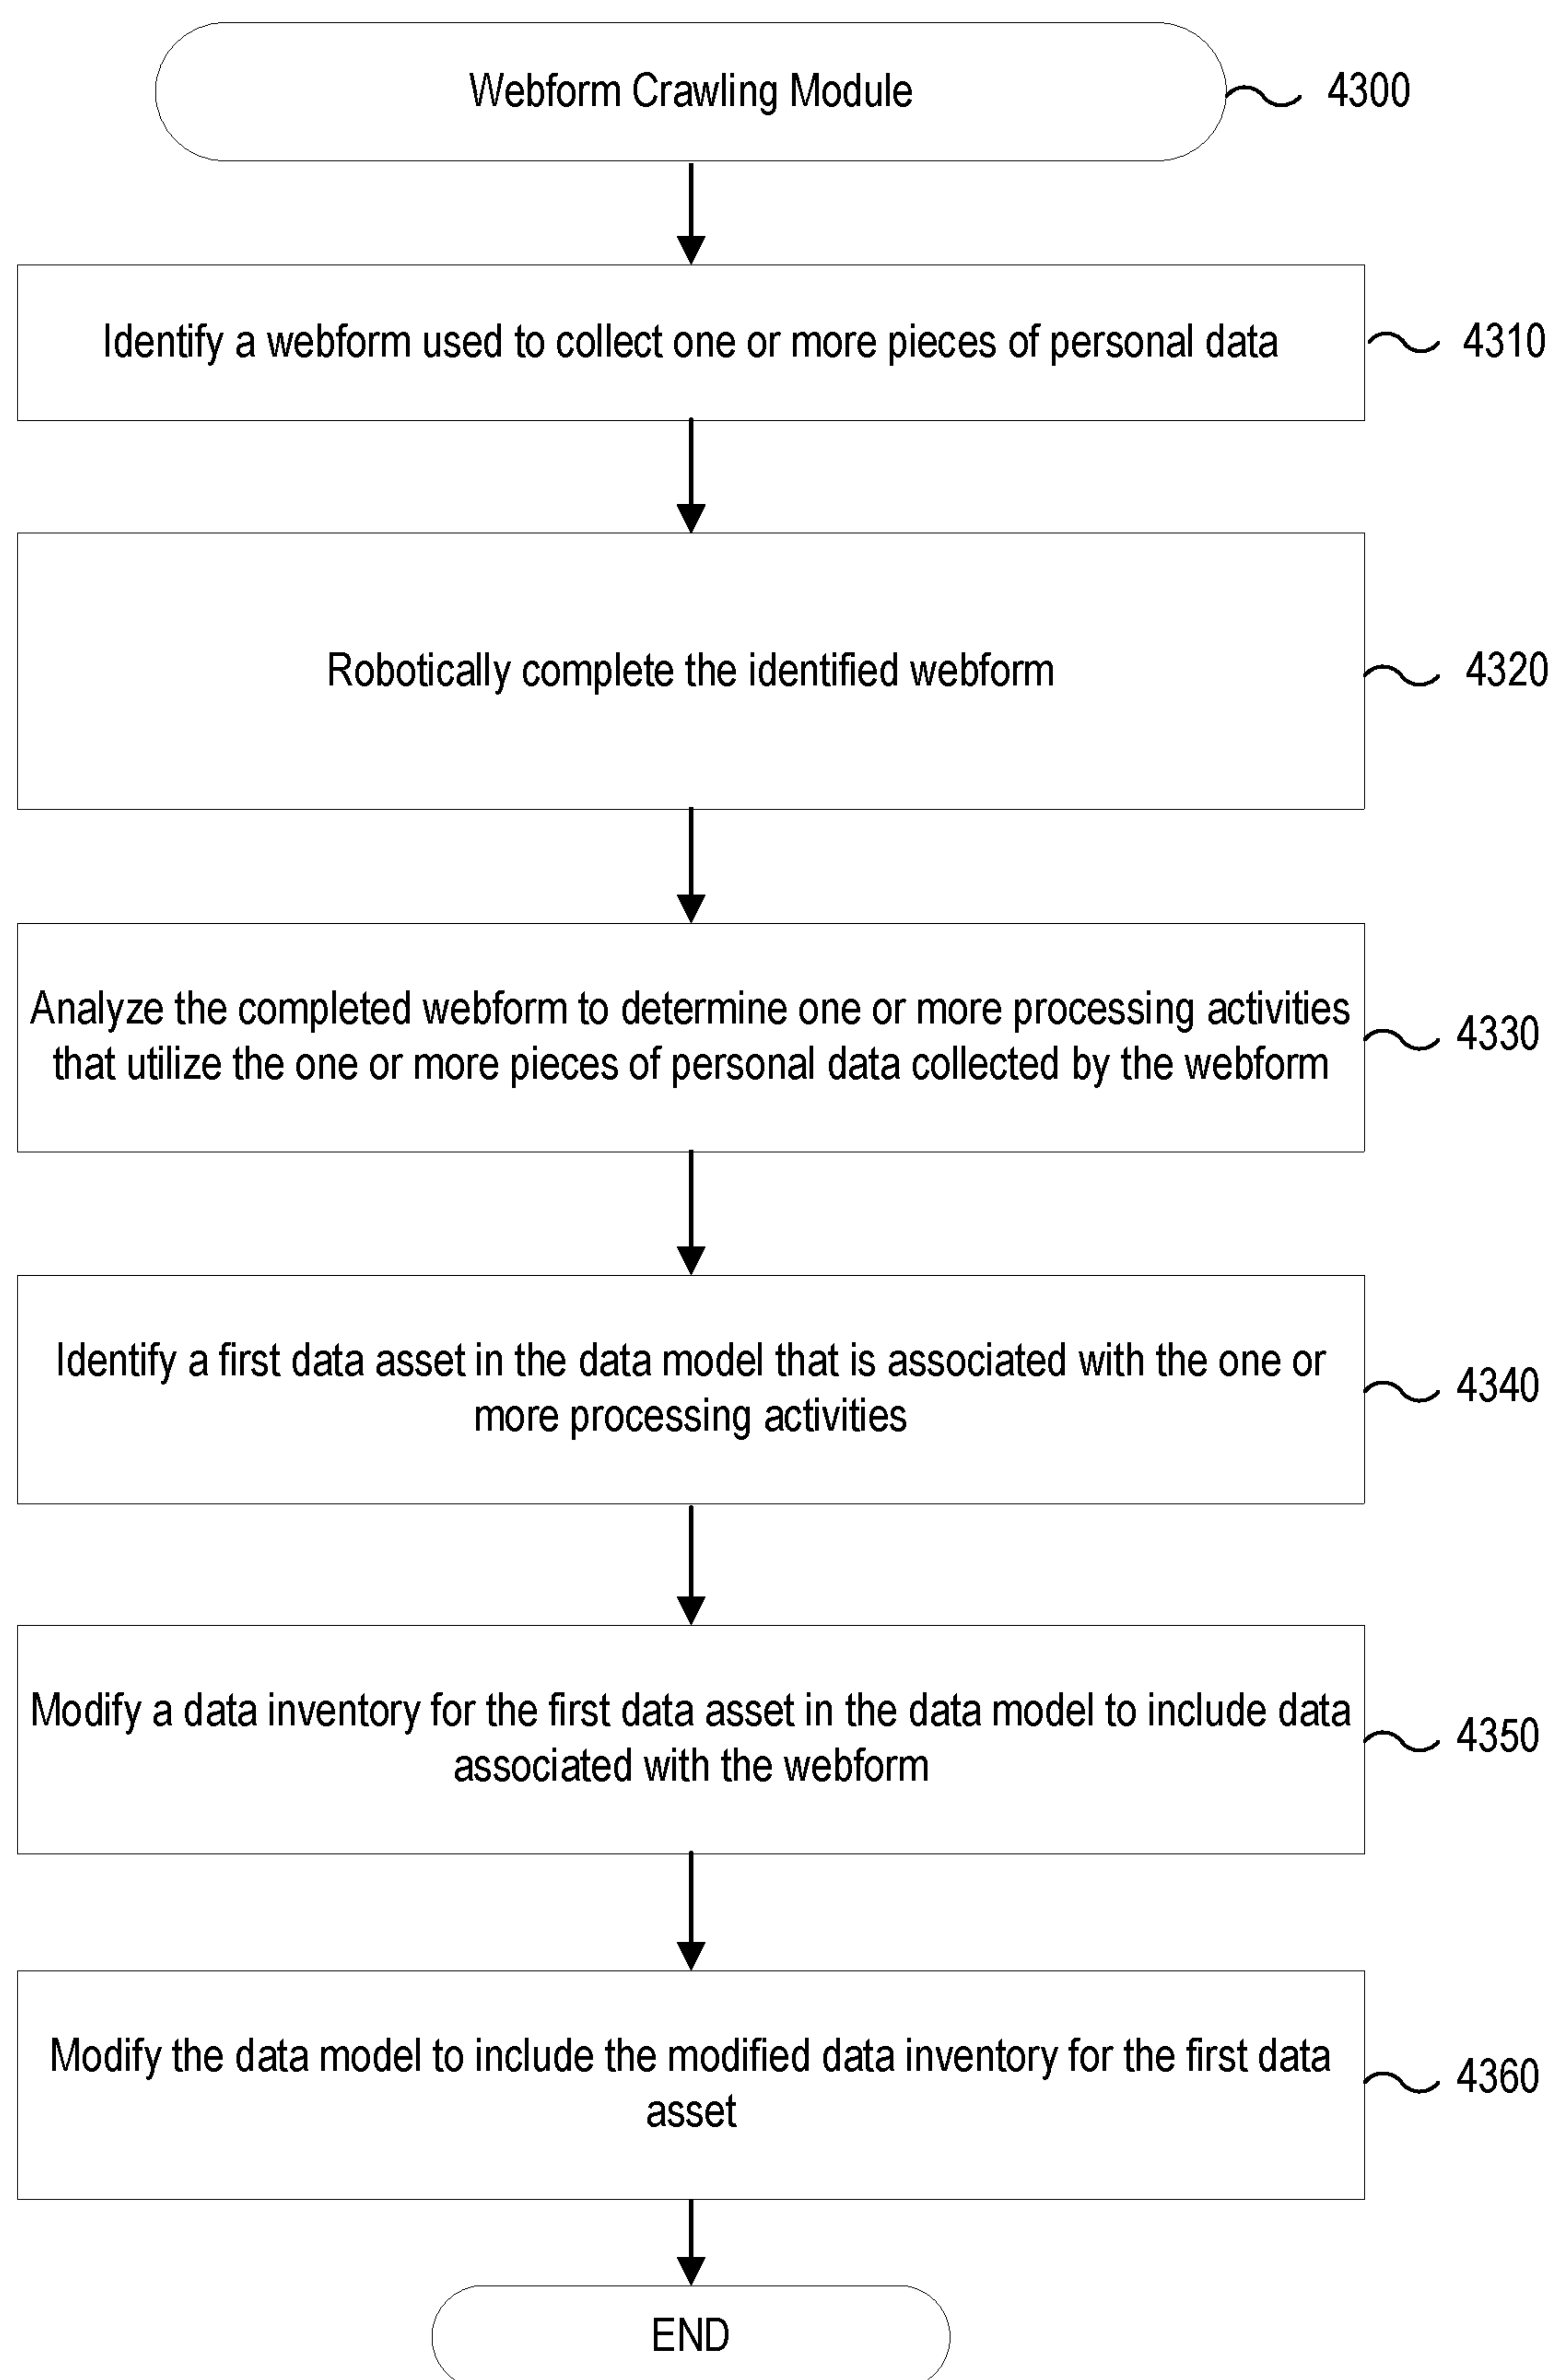 Webform Crawling Module
4300
Identify a webform used to collect one or more pieces of personal data
4310
Robotically complete the identified webform
4320
Analyze the completed webform to determine one or more processing activities
that utilize the one or more pieces of personal data collected by the webform
4330
Identify a first data asset in the data model that is associated with the one or
more processing activities
4340
Modify a data inventory for the first data asset in the data model to include data
associated with the webform
4350
Modify the data model to include the modified data inventory for the first data
asset
4360
END